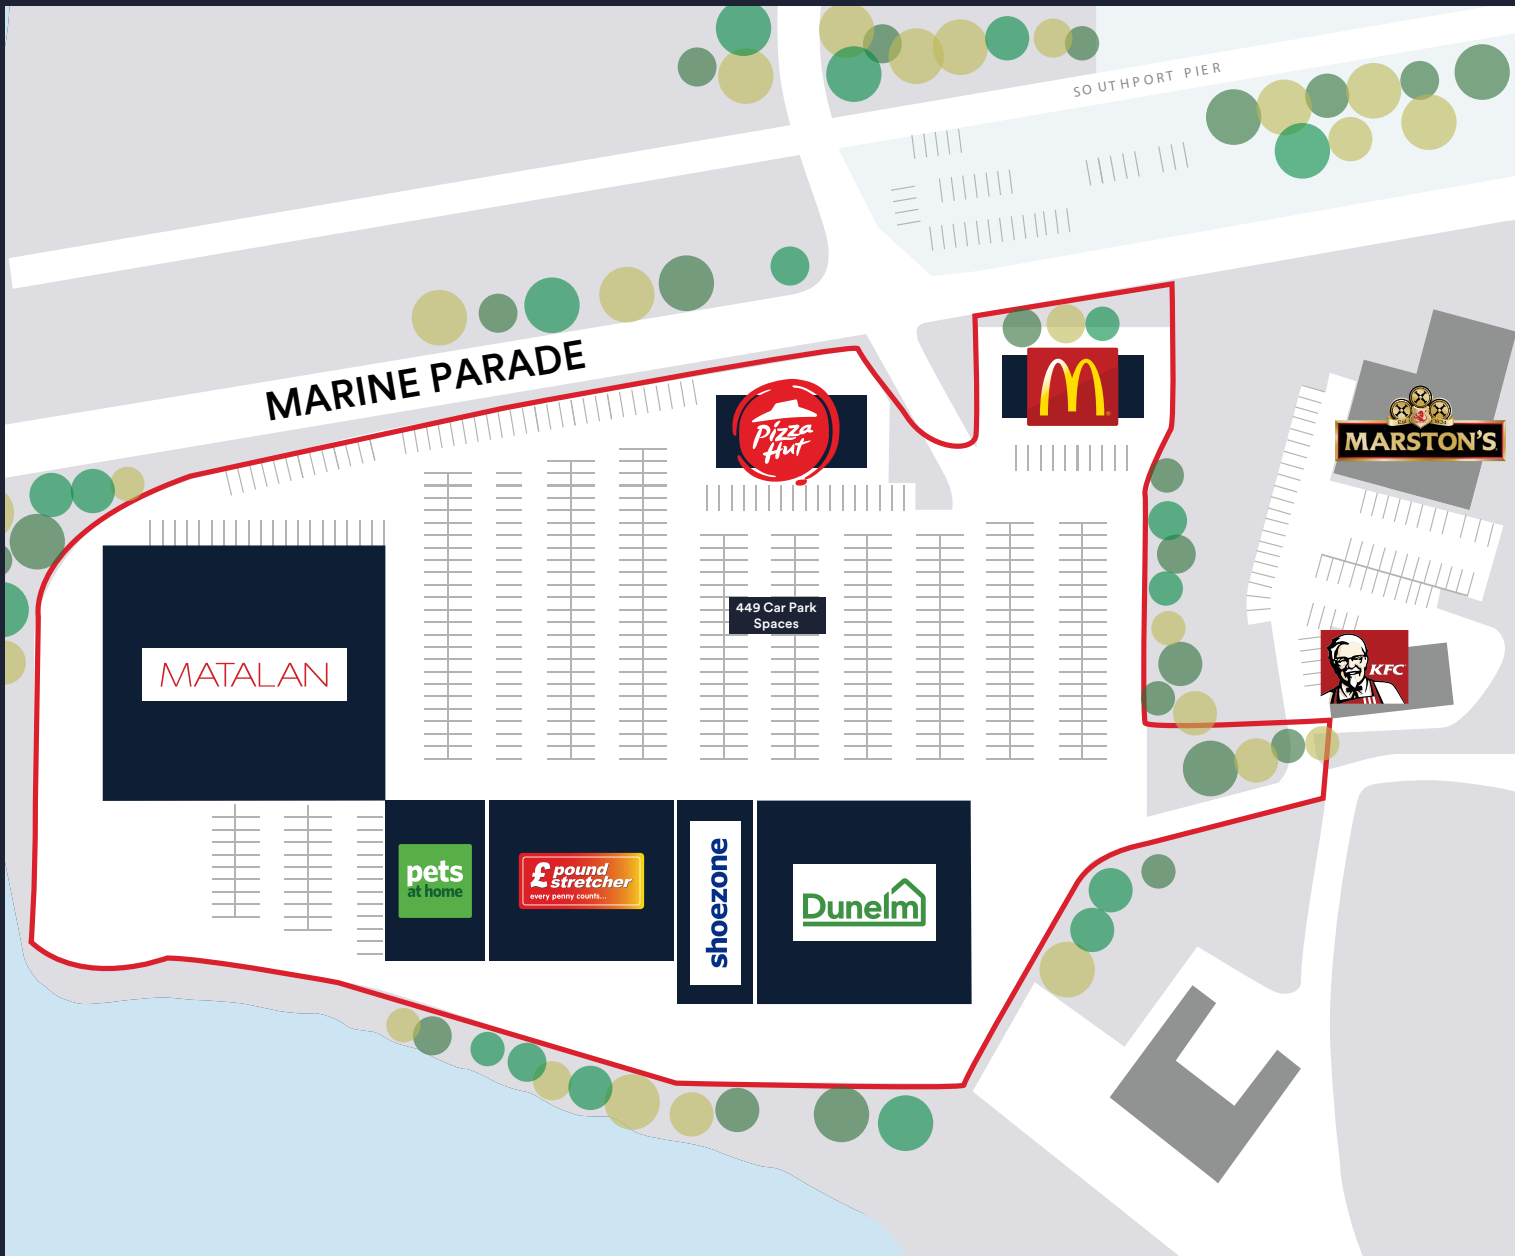 SOUTHPORT PIER
MARINE PARADE
Pizza
Hut
MARSTON'S
449 Car Park
Spaces
MATALAN
KFC
pets
at home
£ pound
stretcher
every penny counts...
shoezone
Dunelm